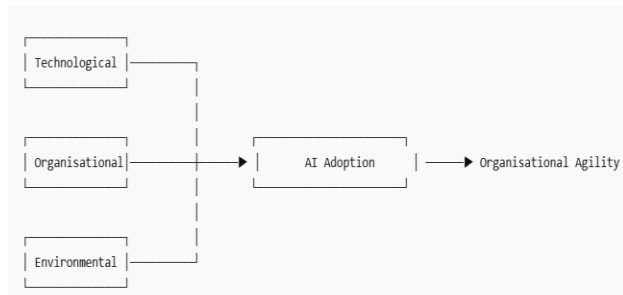 Technological
Organisational
AI Adoption
Organisational Agility
Environmental